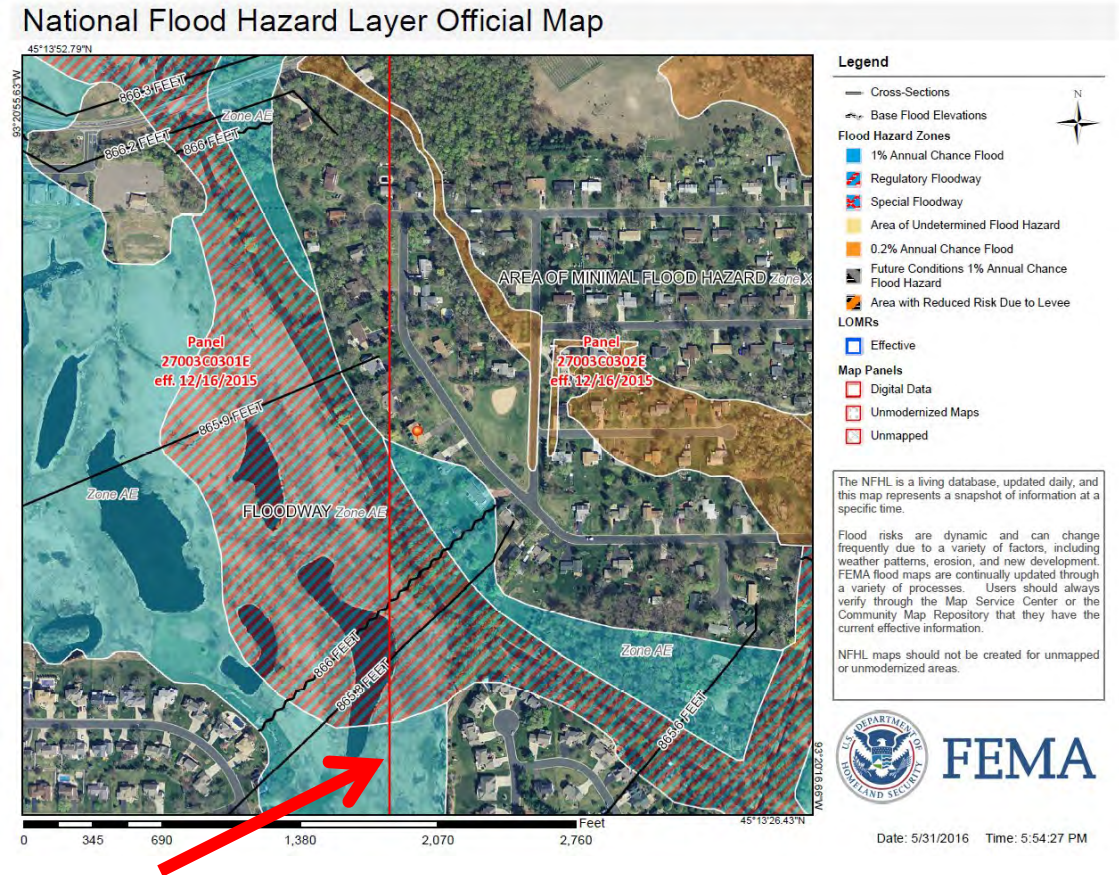 National Flood Hazard Layer Official Map
45°13'52.79"N
93°20'55.63"W
866.3 FEET
Zone AE
866.2 FEET
866 FEET
AREA OF MINIMAL FLOOD HAZARD Zone X
Panel
27003C0301E
eff. 12/16/2015
Panel
27003C0302E
eff. 12/16/2015
865.9 FEET
Zone AE
FLOODWAY Zone AE
866 FEET
865.8 FEET
Zone AE
865.6 FEET
93°20'16.66"W
45°13'26.43"N
Feet
0 345 690 1,380 2,070 2,760
Legend
Cross-Sections
N
Base Flood Elevations
Flood Hazard Zones
1% Annual Chance Flood
Regulatory Floodway
Special Floodway
Area of Undetermined Flood Hazard
0.2% Annual Chance Flood
Future Conditions 1% Annual Chance
Flood Hazard
Area with Reduced Risk Due to Levee
LOMRs
Effective
Map Panels
Digital Data
Unmodernized Maps
Unmapped
The NFHL is a living database, updated daily, and
this map represents a snapshot of information at a
specific time.
Flood risks are dynamic and can change
frequently due to a variety of factors, including
weather patterns, erosion, and new development.
FEMA flood maps are continually updated through
a variety of processes. Users should always
verify through the Map Service Center or the
Community Map Repository that they have the
current effective information.
NFHL maps should not be created for unmapped
or unmodernized areas.
U.S. DEPARTMENT OF
HOMELAND SECURITY
FEMA
Date: 5/31/2016 Time: 5:54:27 PM